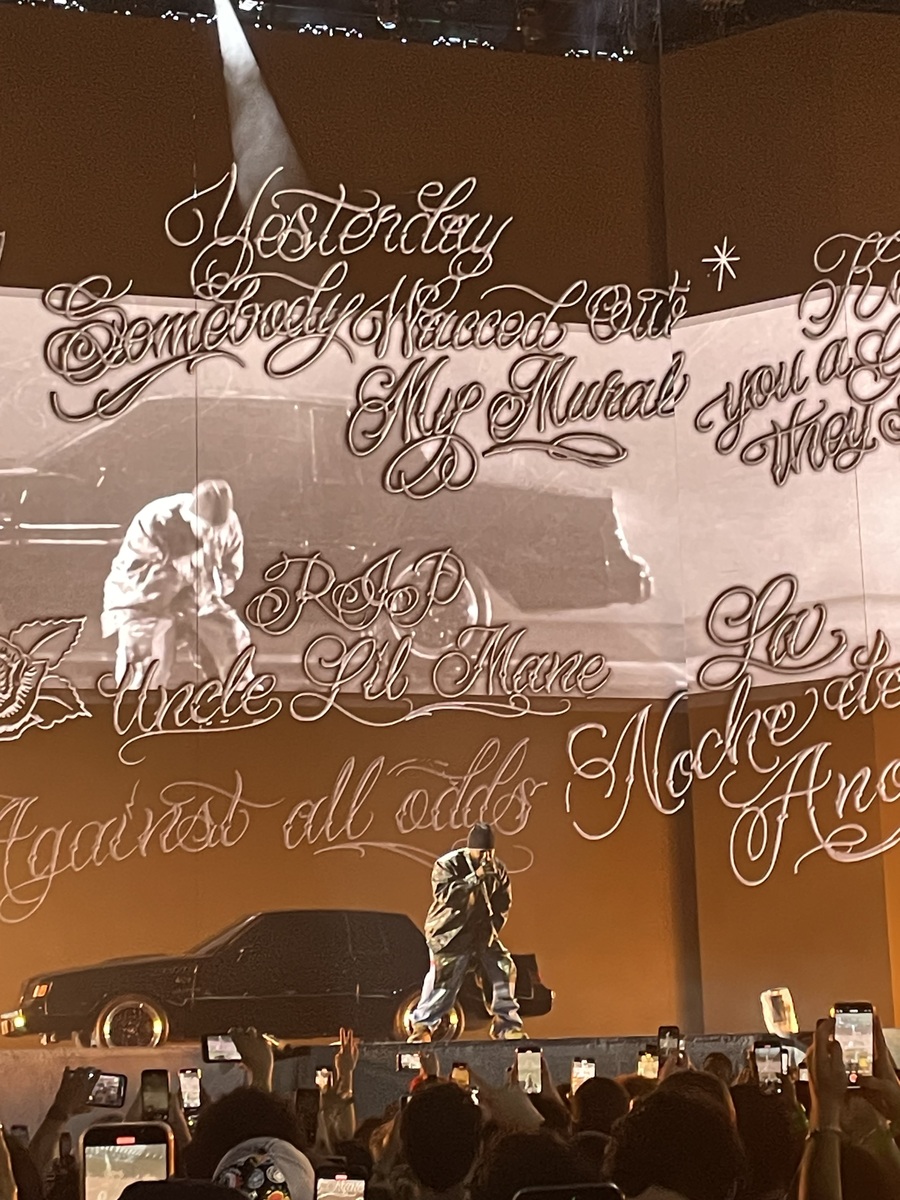 Yesterday
Somebody Wacced Out
My Mural
you a
they
RIP
Uncle Lil Mane
La
Noche de
Against all odds